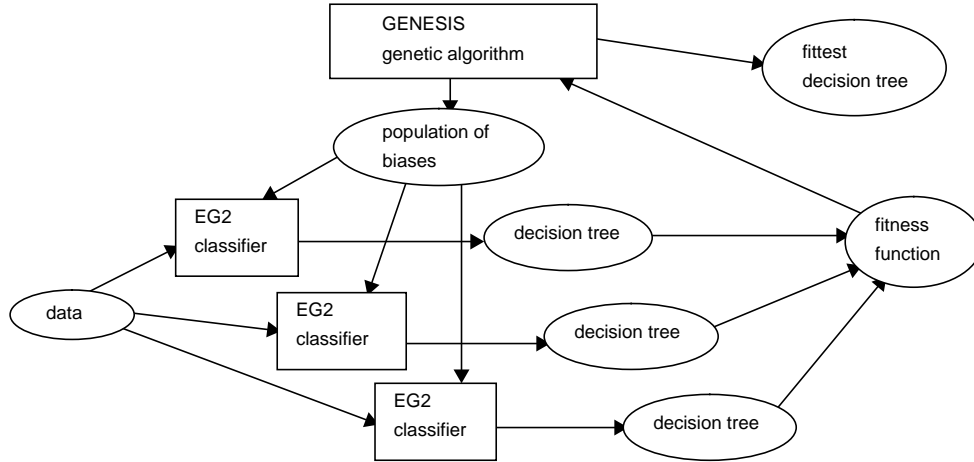 GENESIS
genetic algorithm
fittest
decision tree
population of
biases
EG2
classifier
decision tree
fitness
function
data
EG2
classifier
decision tree
EG2
classifier
decision tree